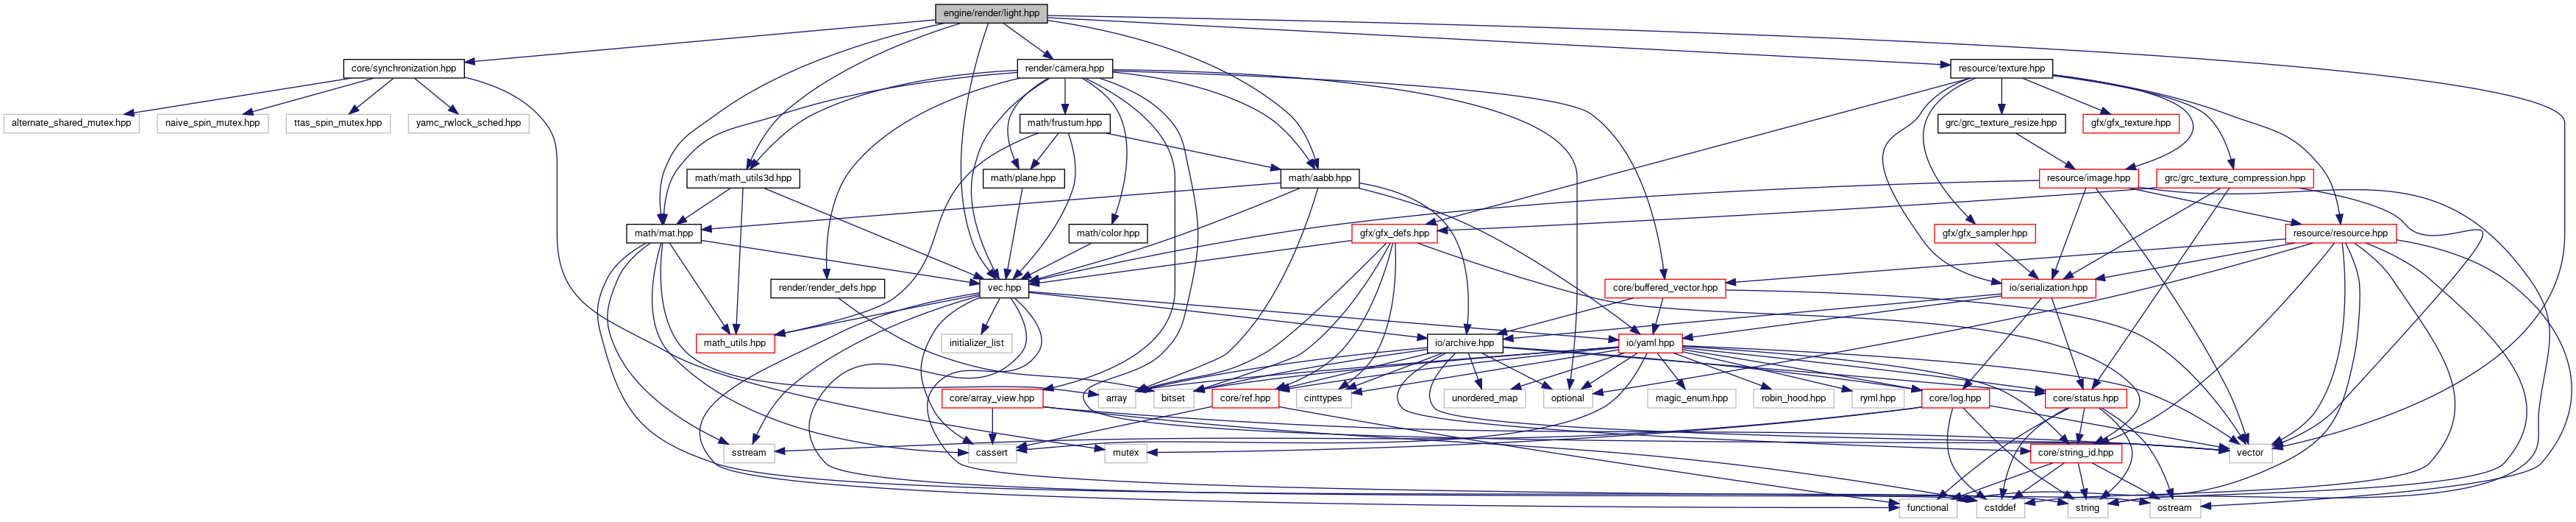 engine/render/light.hpp
core/synchronization.hpp
render/camera.hpp
resource/texture.hpp
alternate_shared_mutex.hpp
naive_spin_mutex.hpp
ttas_spin_mutex.hpp
yamc_rwlock_sched.hpp
math/frustum.hpp
grc/grc_texture_resize.hpp
gfx/gfx_texture.hpp
math/math_utils3d.hpp
math/plane.hpp
math/aabb.hpp
resource/image.hpp
grc/grc_texture_compression.hpp
math/mat.hpp
math/color.hpp
gfx/gfx_defs.hpp
gfx/gfx_sampler.hpp
resource/resource.hpp
render/render_defs.hpp
vec.hpp
core/buffered_vector.hpp
io/serialization.hpp
math_utils.hpp
initializer_list
io/archive.hpp
io/yaml.hpp
core/array_view.hpp
array
bitset
core/ref.hpp
cinttypes
unordered_map
optional
magic_enum.hpp
robin_hood.hpp
ryml.hpp
core/log.hpp
core/status.hpp
sstream
cassert
mutex
core/string_id.hpp
vector
functional
cstddef
string
ostream